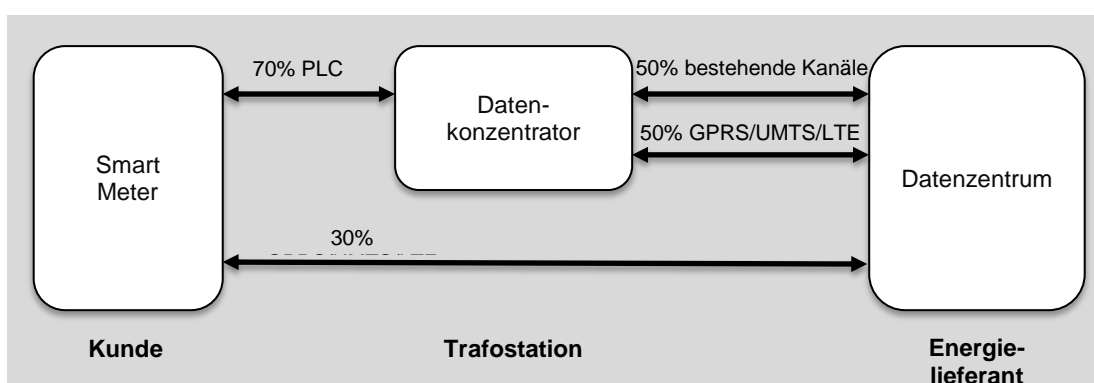 70% PLC
50% bestehende Kanäle
Daten-
konzentrator
50% GPRS/UMTS/LTE
Smart
Meter
Datenzentrum
30%
Kunde
Trafostation
Energie-
lieferant